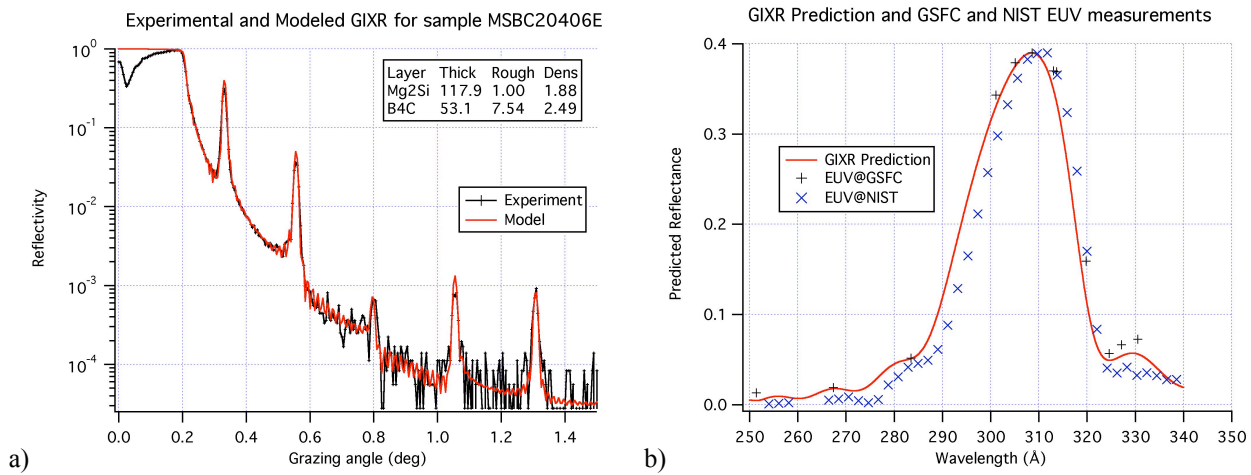 Experimental and Modeled GIXR for sample MSBC20406E
Reflectivity
10^0
10^-1
10^-2
10^-3
10^-4
Layer Thick Rough Dens
Mg2Si 117.9 1.00 1.88
B4C 53.1 7.54 2.49
Experiment
Model
0.0 0.2 0.4 0.6 0.8 1.0 1.2 1.4
Grazing angle (deg)
a)
GIXR Prediction and GSFC and NIST EUV measurements
Predicted Reflectance
0.4
0.3
0.2
0.1
0.0
GIXR Prediction
EUV@GSFC
EUV@NIST
250 260 270 280 290 300 310 320 330 340 350
Wavelength (Å)
b)